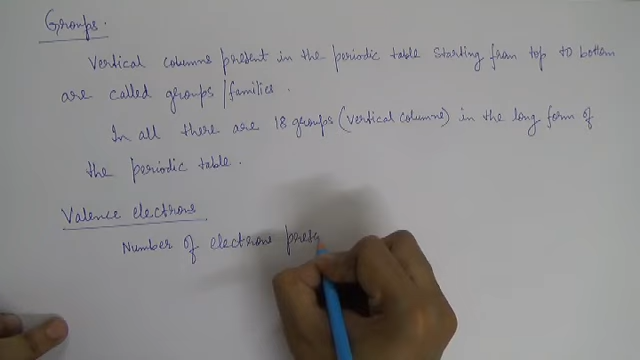 Groups.
Vertical columns present in the periodic table starting from top to bottom
are called groups/families.
In all there are 18 groups (vertical columns) in the long form of
the periodic table.
Valence electrons
Number of electrons prese